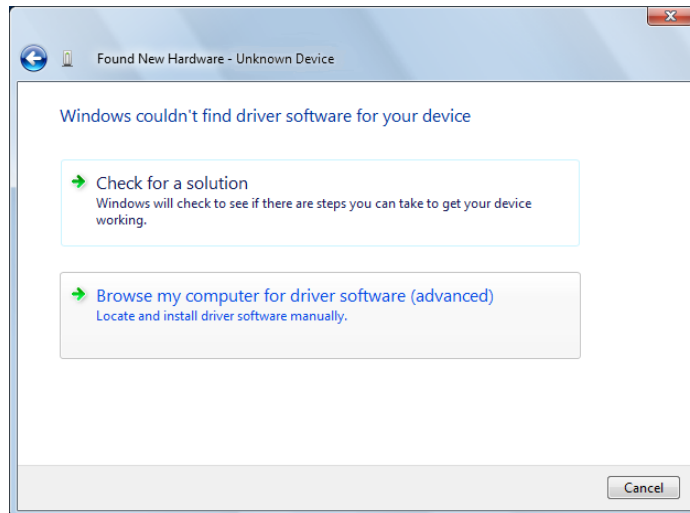 Found New Hardware - Unknown Device
Windows couldn't find driver software for your device
Check for a solution
Windows will check to see if there are steps you can take to get your device
working.
Browse my computer for driver software (advanced)
Locate and install driver software manually.
Cancel